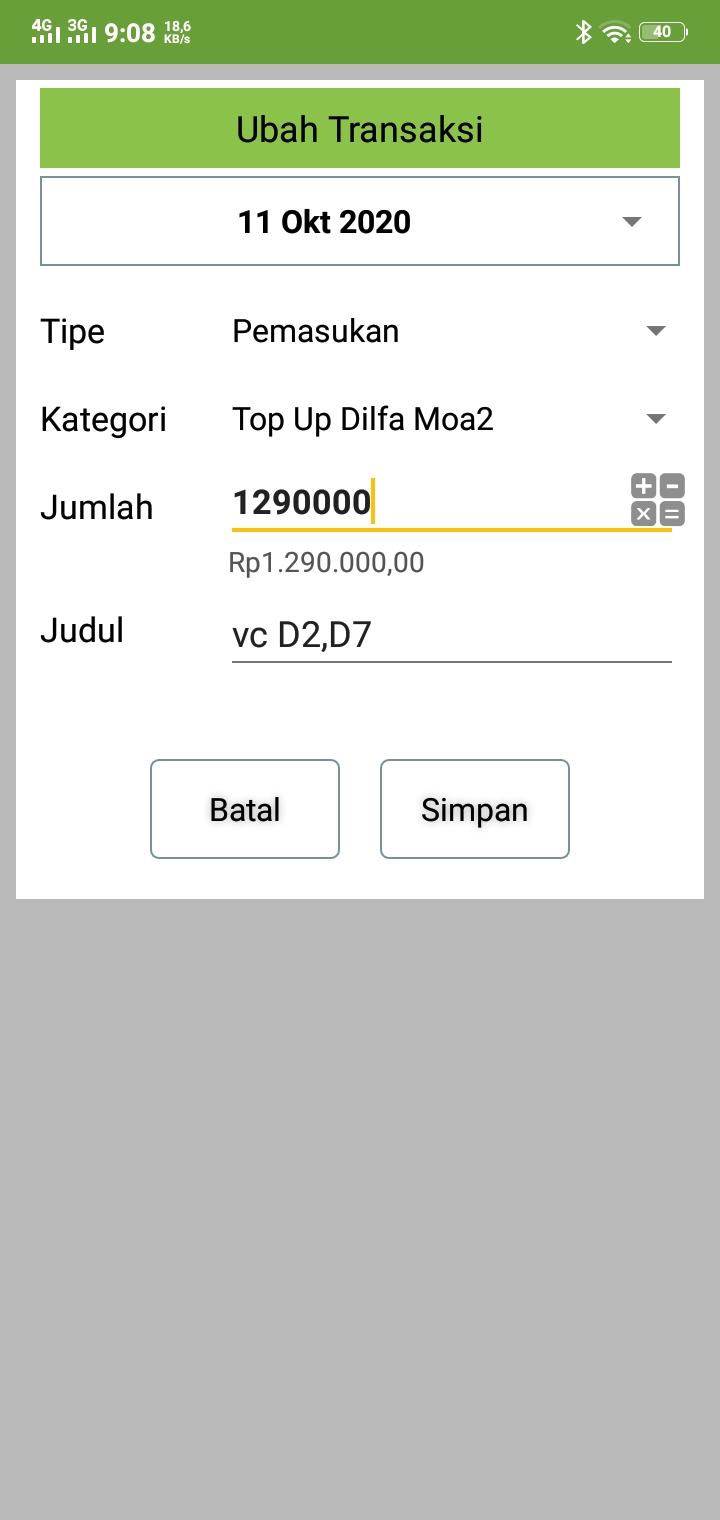 4G 3G 9:08 18,6 KB/s 40
Ubah Transaksi
11 Okt 2020
Tipe Pemasukan
Kategori Top Up Dilfa Moa2
Jumlah 1290000
Rp1.290.000,00
Judul vc D2,D7
Batal Simpan